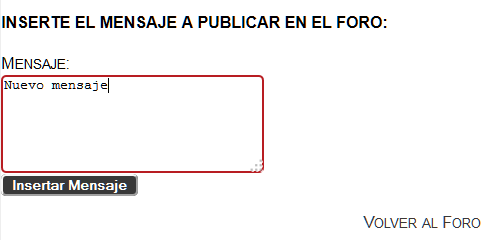 INSERTE EL MENSAJE A PUBLICAR EN EL FORO:
MENSAJE:
Nuevo mensaje
Insertar Mensaje
VOLVER AL FORO